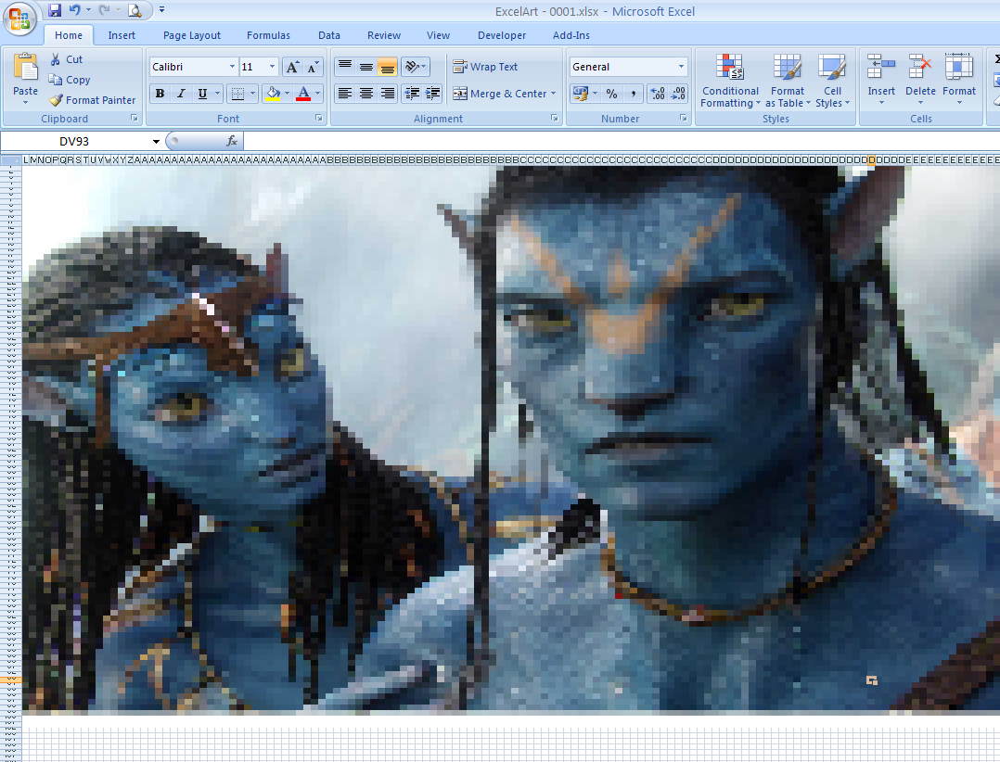 ExcelArt - 0001.xlsx - Microsoft Excel
Home Insert Page Layout Formulas Data Review View Developer Add-Ins
Paste Cut Copy Format Painter
Clipboard
Calibri 11
B I U A
Font
Wrap Text
Merge & Center
Alignment
General
% ,
Number
Conditional Formatting Format as Table Cell Styles
Styles
Insert Delete Format
Cells
DV93 fx